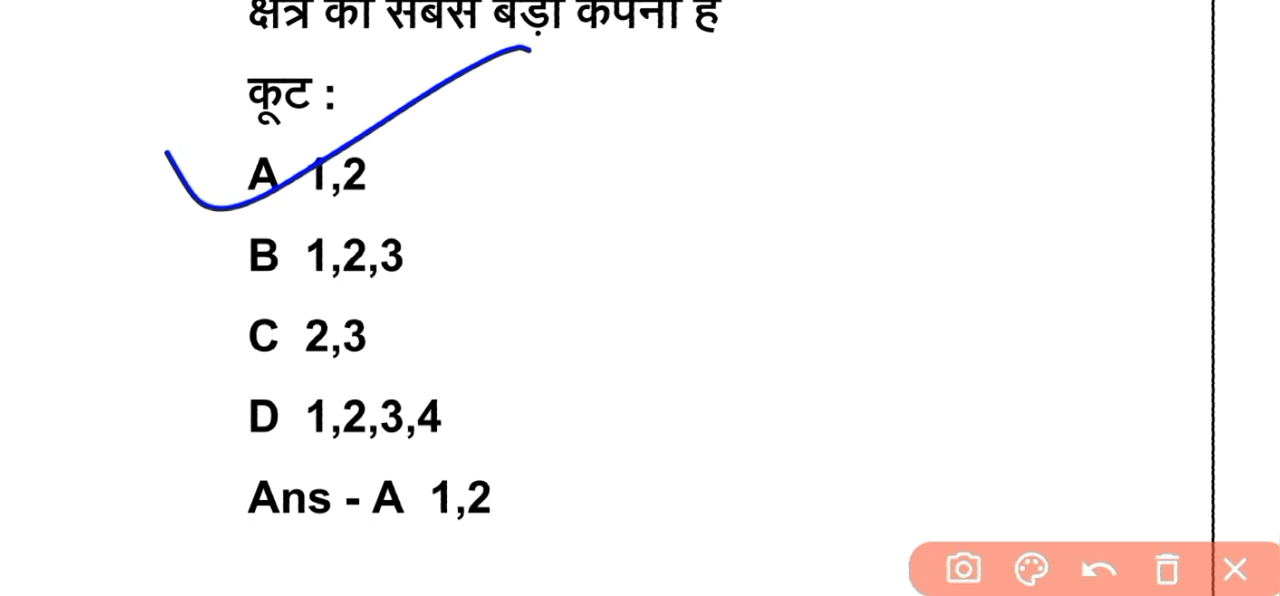 क्षेत्र की सबसे बड़ी कंपनी है
कूट :
A 1,2
B 1,2,3
C 2,3
D 1,2,3,4
Ans - A 1,2